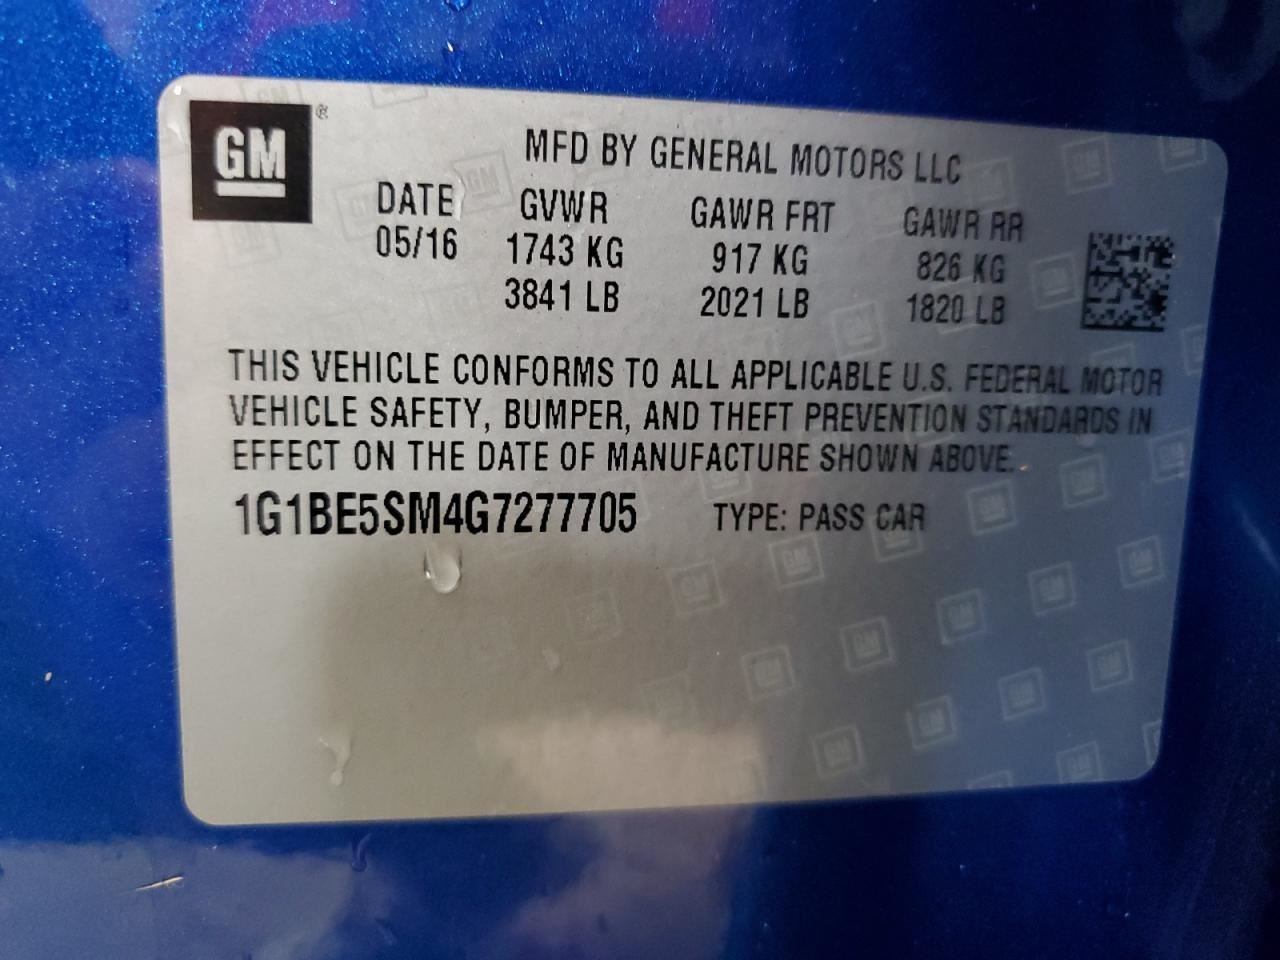 GM®
MFD BY GENERAL MOTORS LLC
DATE GVWR GAWR FRT GAWR RR
05/16 1743 KG 917 KG 826 KG
3841 LB 2021 LB 1820 LB
THIS VEHICLE CONFORMS TO ALL APPLICABLE U.S. FEDERAL MOTOR
VEHICLE SAFETY, BUMPER, AND THEFT PREVENTION STANDARDS IN
EFFECT ON THE DATE OF MANUFACTURE SHOWN ABOVE.
1G1BE5SM4G7277705 TYPE: PASS CAR